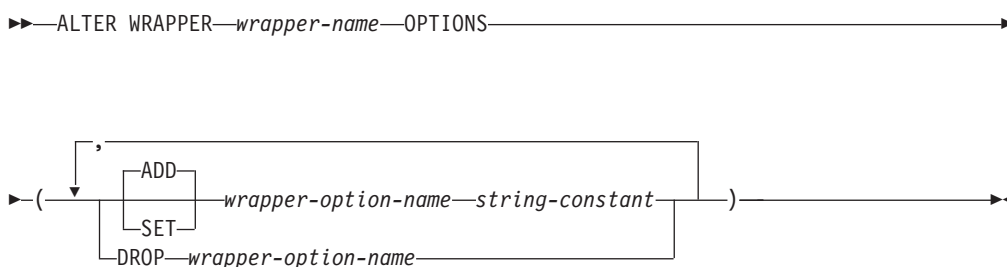 ALTER WRAPPER wrapper-name OPTIONS
,
ADD
( wrapper-option-name string-constant )
SET
DROP wrapper-option-name